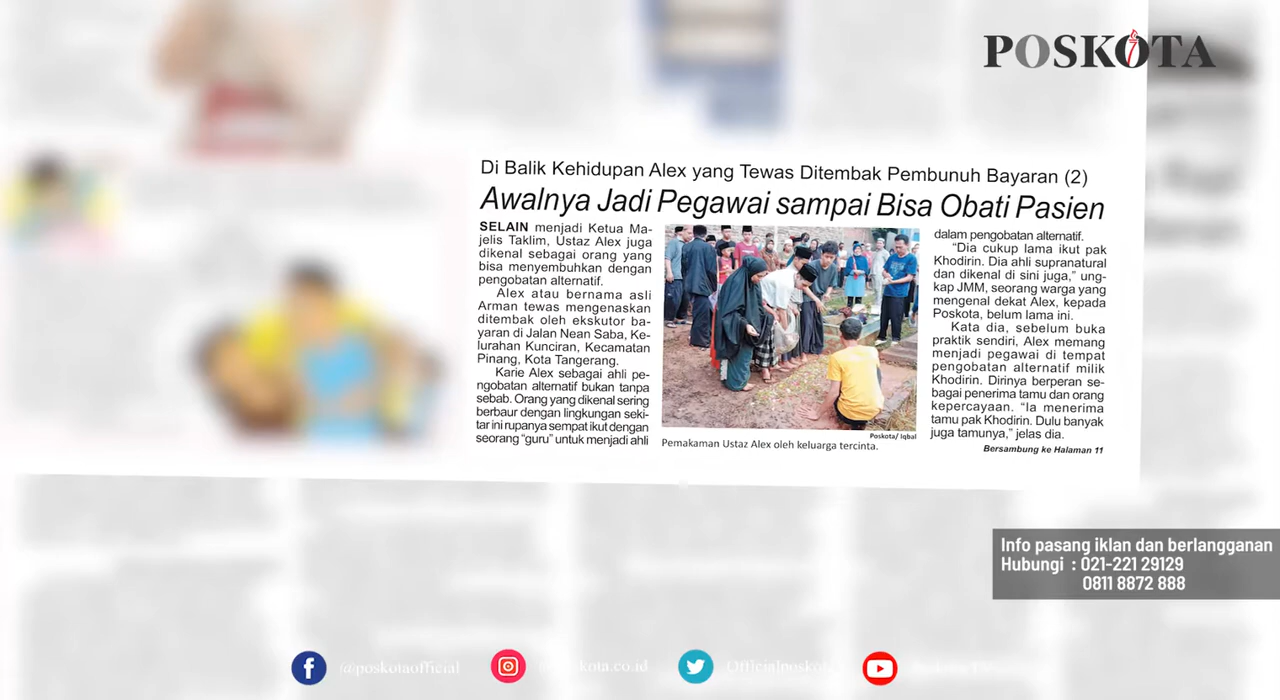 POSKOTA
Di Balik Kehidupan Alex yang Tewas Ditembak Pembunuh Bayaran (2)
Awalnya Jadi Pegawai sampai Bisa Obati Pasien
SELAIN menjadi Ketua Ma-
jelis Taklim, Ustaz Alex juga
dikenal sebagai orang yang
bisa menyembuhkan dengan
pengobatan alternatif.
Alex atau bernama asli
Arman tewas mengenaskan
ditembak oleh ekskutor ba-
yaran di Jalan Nean Saba, Ke-
lurahan Kunciran, Kecamatan
Pinang, Kota Tangerang.
Karie Alex sebagai ahli pe-
ngobatan alternatif bukan tanpa
sebab. Orang yang dikenal sering
berbaur dengan lingkungan seki-
tar ini rupanya sempat ikut dengan
seorang "guru" untuk menjadi ahli
Poskota/ Iqbal
Pemakaman Ustaz Alex oleh keluarga tercinta.
dalam pengobatan alternatif.
"Dia cukup lama ikut pak
Khodirin. Dia ahli supranatural
dan dikenal di sini juga," ung-
kap JMM, seorang warga yang
mengenal dekat Alex, kepada
Poskota, belum lama ini.
Kata dia, sebelum buka
praktik sendiri, Alex memang
menjadi pegawai di tempat
pengobatan alternatif milik
Khodirin. Dirinya berperan se-
bagai penerima tamu dan orang
kepercayaan. "Ia menerima
tamu pak Khodirin. Dulu banyak
juga tamunya," jelas dia.
Bersambung ke Halaman 11
Info pasang iklan dan berlangganan
Hubungi : 021-221 29129
0811 8872 888
@poskotaofficial